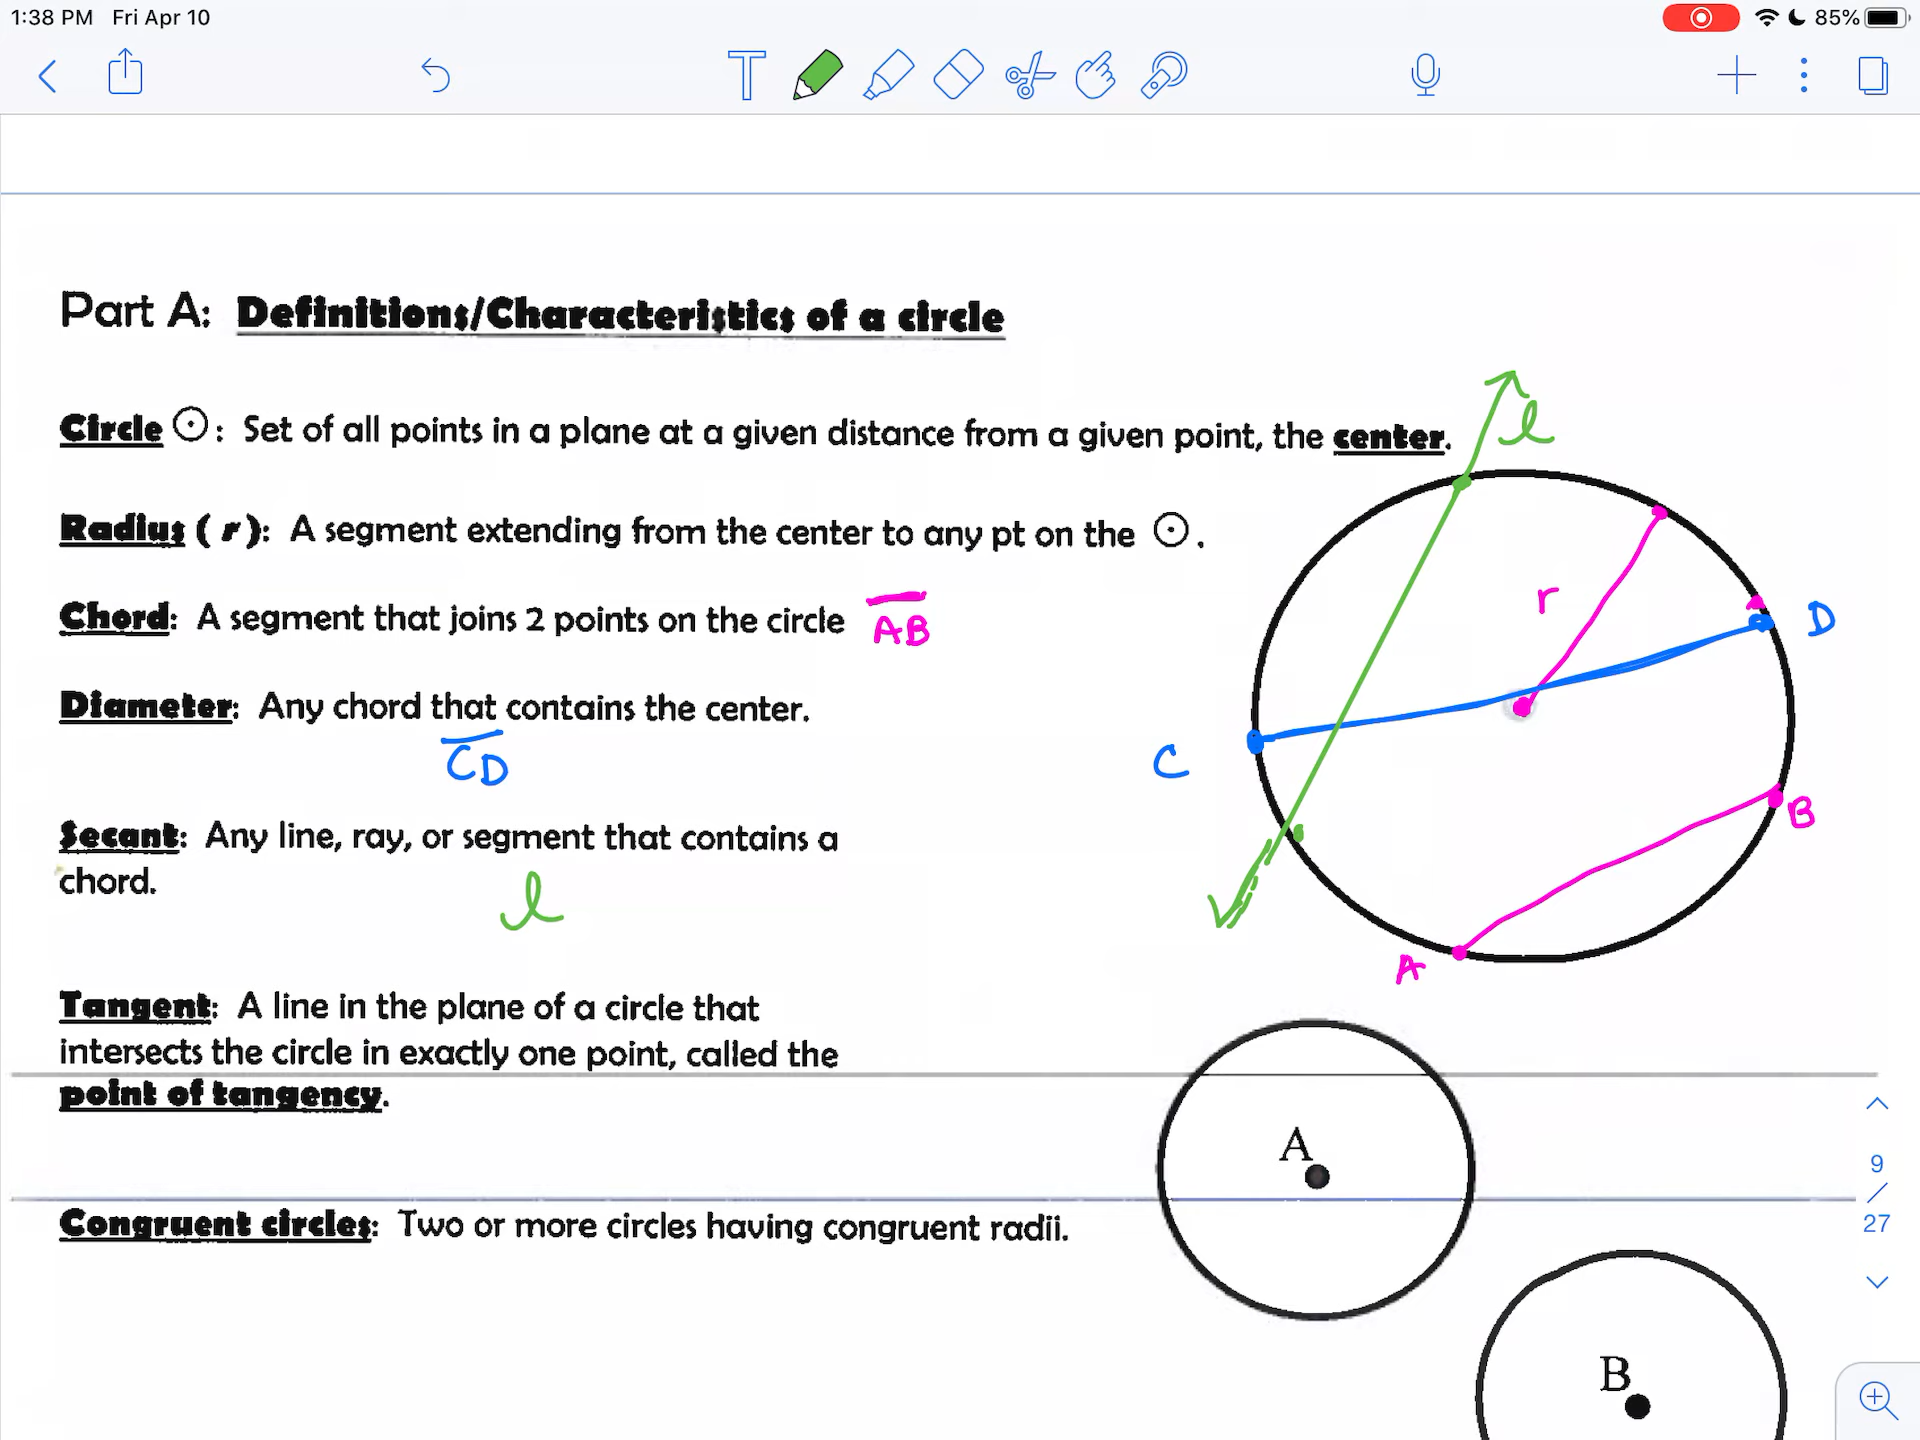 1:38 PM Fri Apr 10
85%
T
Part A: Definitions/Characteristics of a circle
l
Circle ⊙: Set of all points in a plane at a given distance from a given point, the center.
Radius ( r ): A segment extending from the center to any pt on the ⊙.
r
Chord: A segment that joins 2 points on the circle AB
D
Diameter: Any chord that contains the center.
CD
C
B
Secant: Any line, ray, or segment that contains a
chord.
l
A
Tangent: A line in the plane of a circle that
intersects the circle in exactly one point, called the
point of tangency.
A
9
/
27
Congruent circles: Two or more circles having congruent radii.
B